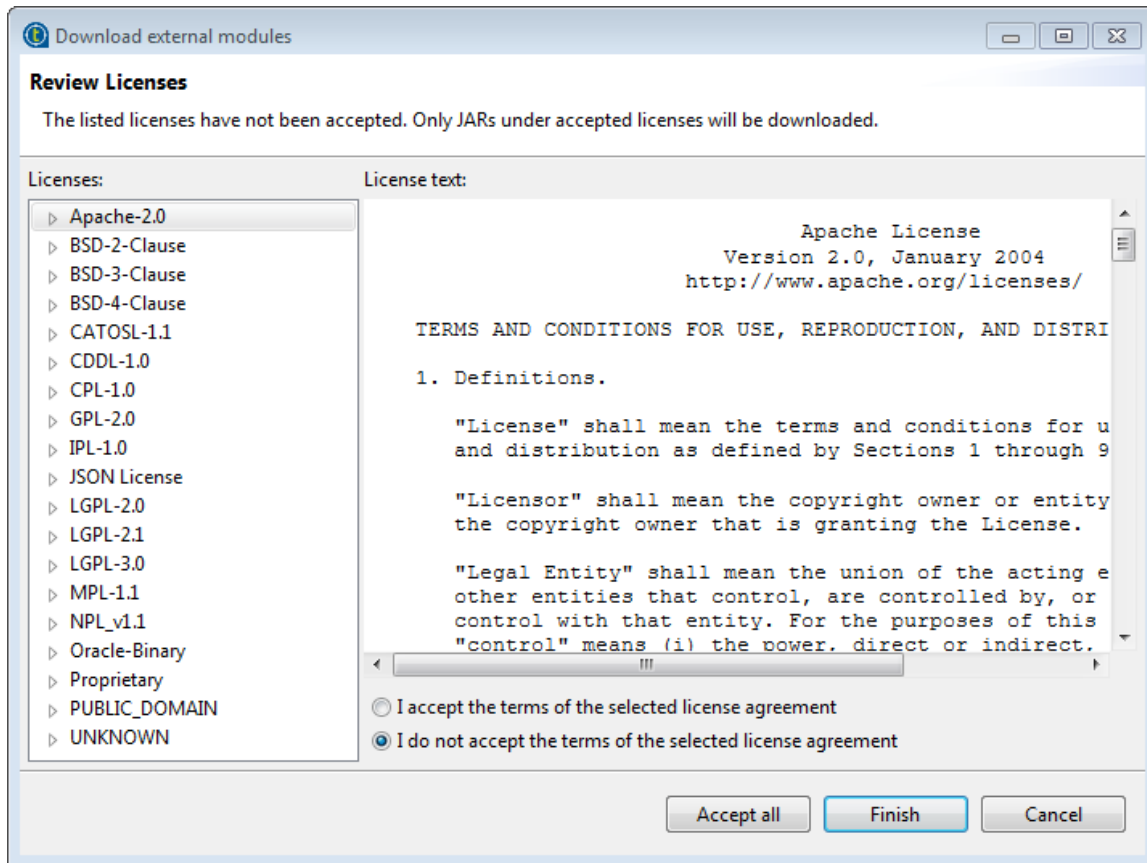 Download external modules
Review Licenses
The listed licenses have not been accepted. Only JARs under accepted licenses will be downloaded.
Licenses:
Apache-2.0
BSD-2-Clause
BSD-3-Clause
BSD-4-Clause
CATOSL-1.1
CDDL-1.0
CPL-1.0
GPL-2.0
IPL-1.0
JSON License
LGPL-2.0
LGPL-2.1
LGPL-3.0
MPL-1.1
NPL_v1.1
Oracle-Binary
Proprietary
PUBLIC_DOMAIN
UNKNOWN
License text:
Apache License
Version 2.0, January 2004
http://www.apache.org/licenses/
TERMS AND CONDITIONS FOR USE, REPRODUCTION, AND DISTRI
1. Definitions.
"License" shall mean the terms and conditions for u
and distribution as defined by Sections 1 through 9
"Licensor" shall mean the copyright owner or entity
the copyright owner that is granting the License.
"Legal Entity" shall mean the union of the acting e
other entities that control, are controlled by, or
control with that entity. For the purposes of this
"control" means (i) the power, direct or indirect,
I accept the terms of the selected license agreement
I do not accept the terms of the selected license agreement
Accept all
Finish
Cancel